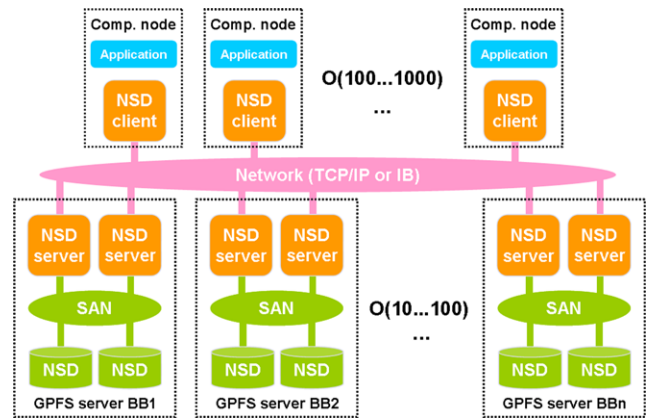 Comp. node Comp. node Comp. node
Application Application Application
O(100...1000)
...
NSD client NSD client NSD client
Network (TCP/IP or IB)
NSD server NSD server NSD server NSD server NSD server NSD server
SAN SAN SAN
O(10...100)
...
NSD NSD NSD NSD NSD NSD
GPFS server BB1 GPFS server BB2 GPFS server BBn